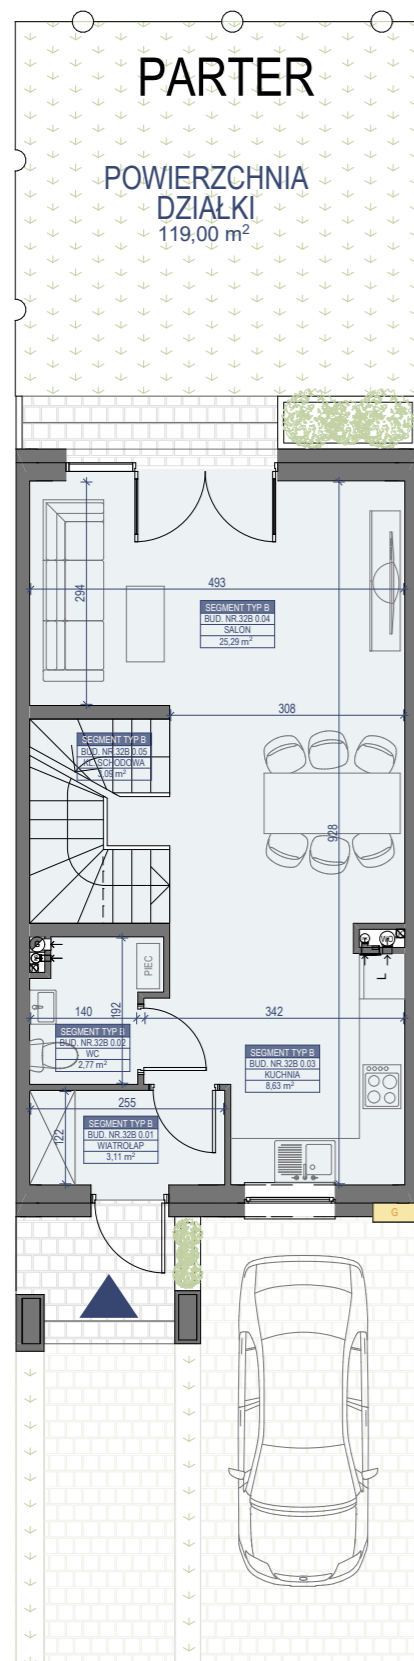 PARTER
POWIERZCHNIA
DZIAŁKI
119,00 m²
493
294
SEGMENT TYP B
BUD. NR.32B 0.04
SALON
25,29 m²
308
SEGMENT TYP B
BUD. NR.32B 0.05
KL.SCHODOWA
3,09 m²
928
WC
L
PIEC
192
140
342
SEGMENT TYP B
BUD. NR.32B 0.02
WC
2,77 m²
SEGMENT TYP B
BUD. NR.32B 0.03
KUCHNIA
8,63 m²
255
122
SEGMENT TYP B
BUD. NR.32B 0.01
WIATROŁAP
3,11 m²
G